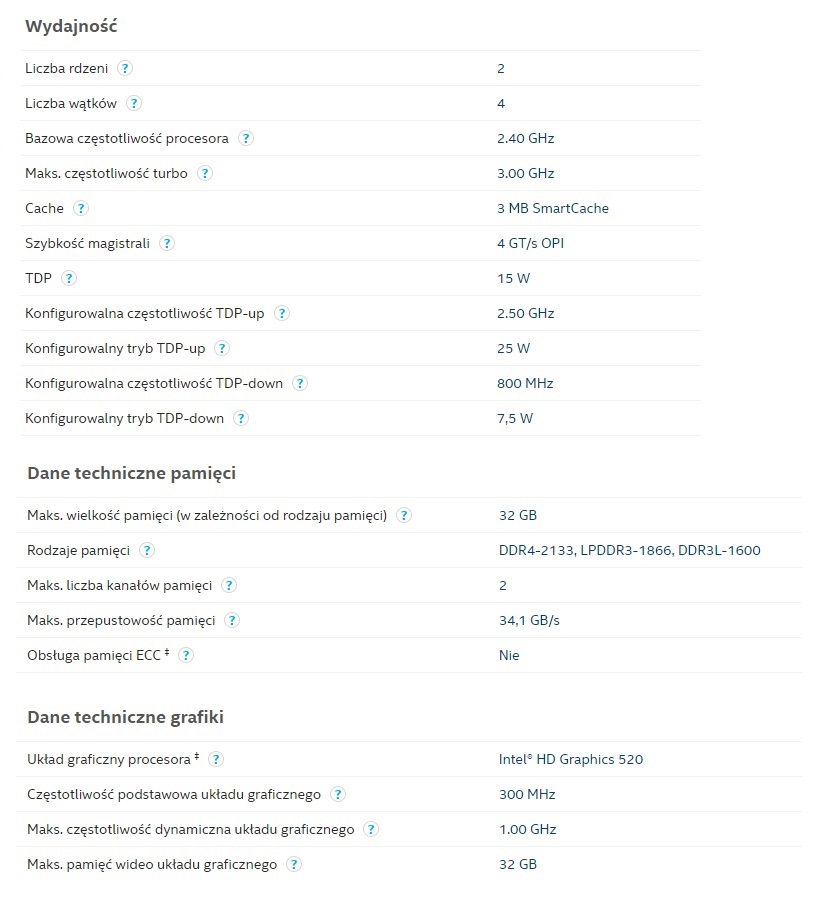 Wydajność
Liczba rdzeni ? 2
Liczba wątków ? 4
Bazowa częstotliwość procesora ? 2.40 GHz
Maks. częstotliwość turbo ? 3.00 GHz
Cache ? 3 MB SmartCache
Szybkość magistrali ? 4 GT/s OPI
TDP ? 15 W
Konfigurowalna częstotliwość TDP-up ? 2.50 GHz
Konfigurowalny tryb TDP-up ? 25 W
Konfigurowalna częstotliwość TDP-down ? 800 MHz
Konfigurowalny tryb TDP-down ? 7,5 W
Dane techniczne pamięci
Maks. wielkość pamięci (w zależności od rodzaju pamięci) ? 32 GB
Rodzaje pamięci ? DDR4-2133, LPDDR3-1866, DDR3L-1600
Maks. liczba kanałów pamięci ? 2
Maks. przepustowość pamięci ? 34,1 GB/s
Obsługa pamięci ECC ‡ ? Nie
Dane techniczne grafiki
Układ graficzny procesora ‡ ? Intel® HD Graphics 520
Częstotliwość podstawowa układu graficznego ? 300 MHz
Maks. częstotliwość dynamiczna układu graficznego ? 1.00 GHz
Maks. pamięć wideo układu graficznego ? 32 GB